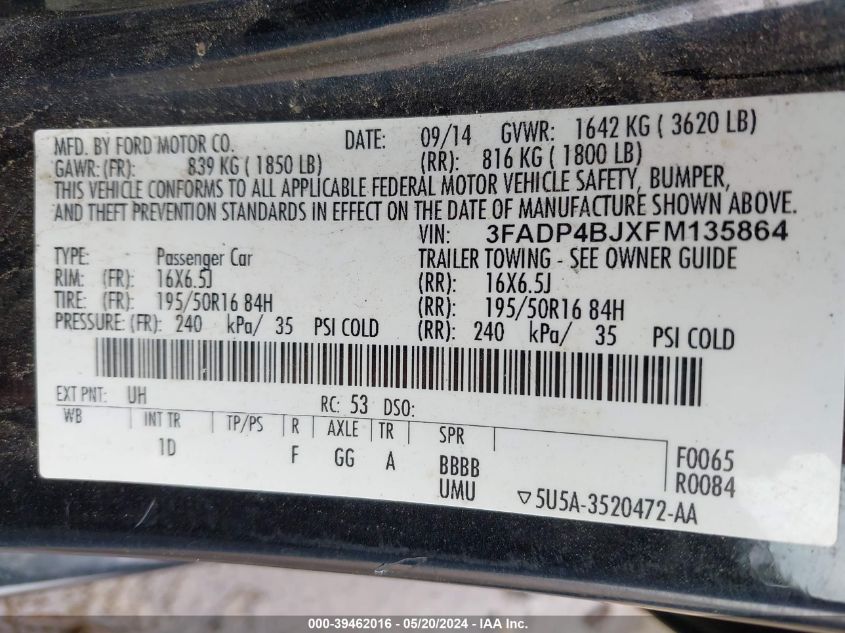 MFD. BY FORD MOTOR CO. DATE: 09/14 GVWR: 1642 KG ( 3620 LB)
GAWR: (FR): 839 KG ( 1850 LB) (RR): 816 KG ( 1800 LB)
THIS VEHICLE CONFORMS TO ALL APPLICABLE FEDERAL MOTOR VEHICLE SAFETY, BUMPER,
AND THEFT PREVENTION STANDARDS IN EFFECT ON THE DATE OF MANUFACTURE SHOWN ABOVE.
VIN: 3FADP4BJXFM135864
TYPE: Passenger Car TRAILER TOWING - SEE OWNER GUIDE
RIM: (FR): 16X6.5J (RR): 16X6.5J
TIRE: (FR): 195/50R16 84H (RR): 195/50R16 84H
PRESSURE: (FR): 240 kPa/ 35 PSI COLD (RR): 240 kPa/ 35 PSI COLD
EXT PNT: UH RC: 53 DSO:
WB INT TR TP/PS R AXLE TR SPR
1D F GG A BBBB F0065
UMU R0084
▽5U5A-3520472-AA
000-39462016 - 05/20/2024 - IAA Inc.